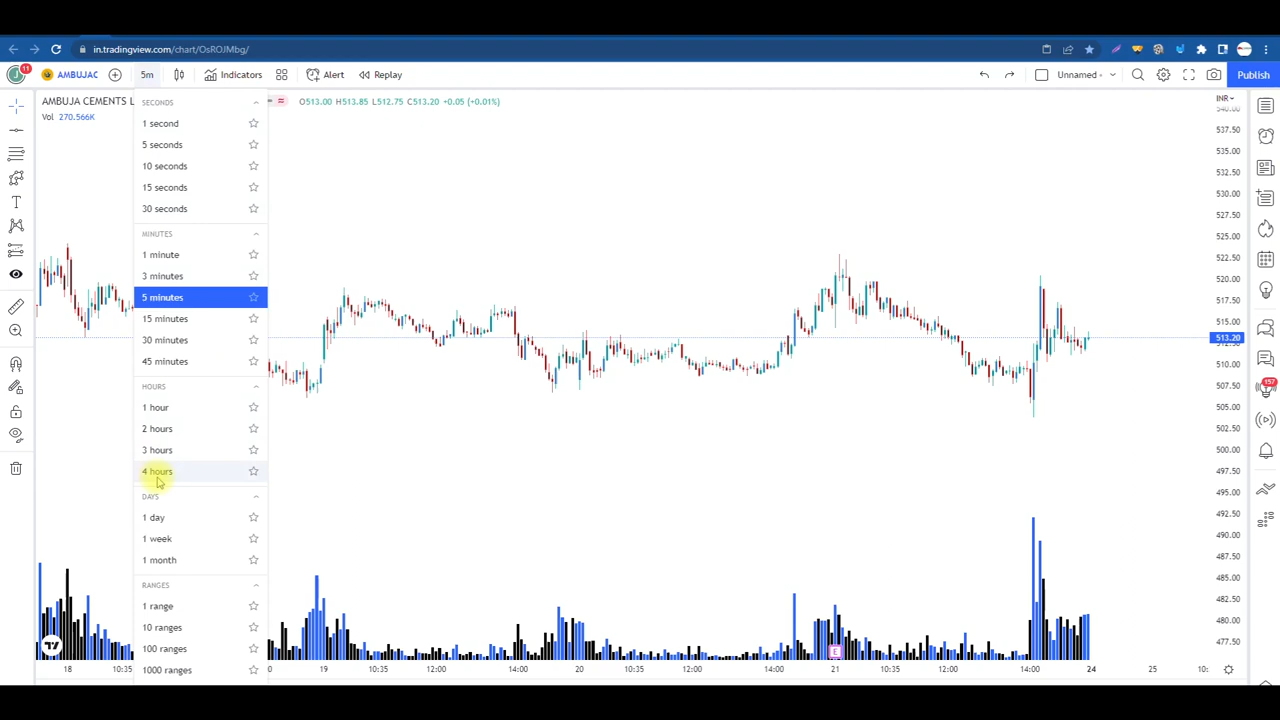 in.tradingview.com/chart/OsROJMbg/
11
AMBUJAC
5m
Indicators
Alert
Replay
Unnamed
Publish
AMBUJA CEMENTS L
O513.00 H513.85 L512.75 C513.20 +0.05 (+0.01%)
Vol 270.566K
INR
SECONDS
1 second
5 seconds
10 seconds
15 seconds
30 seconds
MINUTES
1 minute
3 minutes
5 minutes
15 minutes
30 minutes
45 minutes
HOURS
1 hour
2 hours
3 hours
4 hours
DAYS
1 day
1 week
1 month
RANGES
1 range
10 ranges
100 ranges
1000 ranges
540.00
537.50
535.00
532.50
530.00
527.50
525.00
522.50
520.00
517.50
515.00
513.20
510.00
507.50
505.00
502.50
500.00
497.50
495.00
492.50
490.00
487.50
485.00
482.50
480.00
477.50
157
E
18 10:35 0 19 10:35 12:00 14:00 20 10:35 12:00 14:00 21 10:35 12:00 14:00 24 25 10: